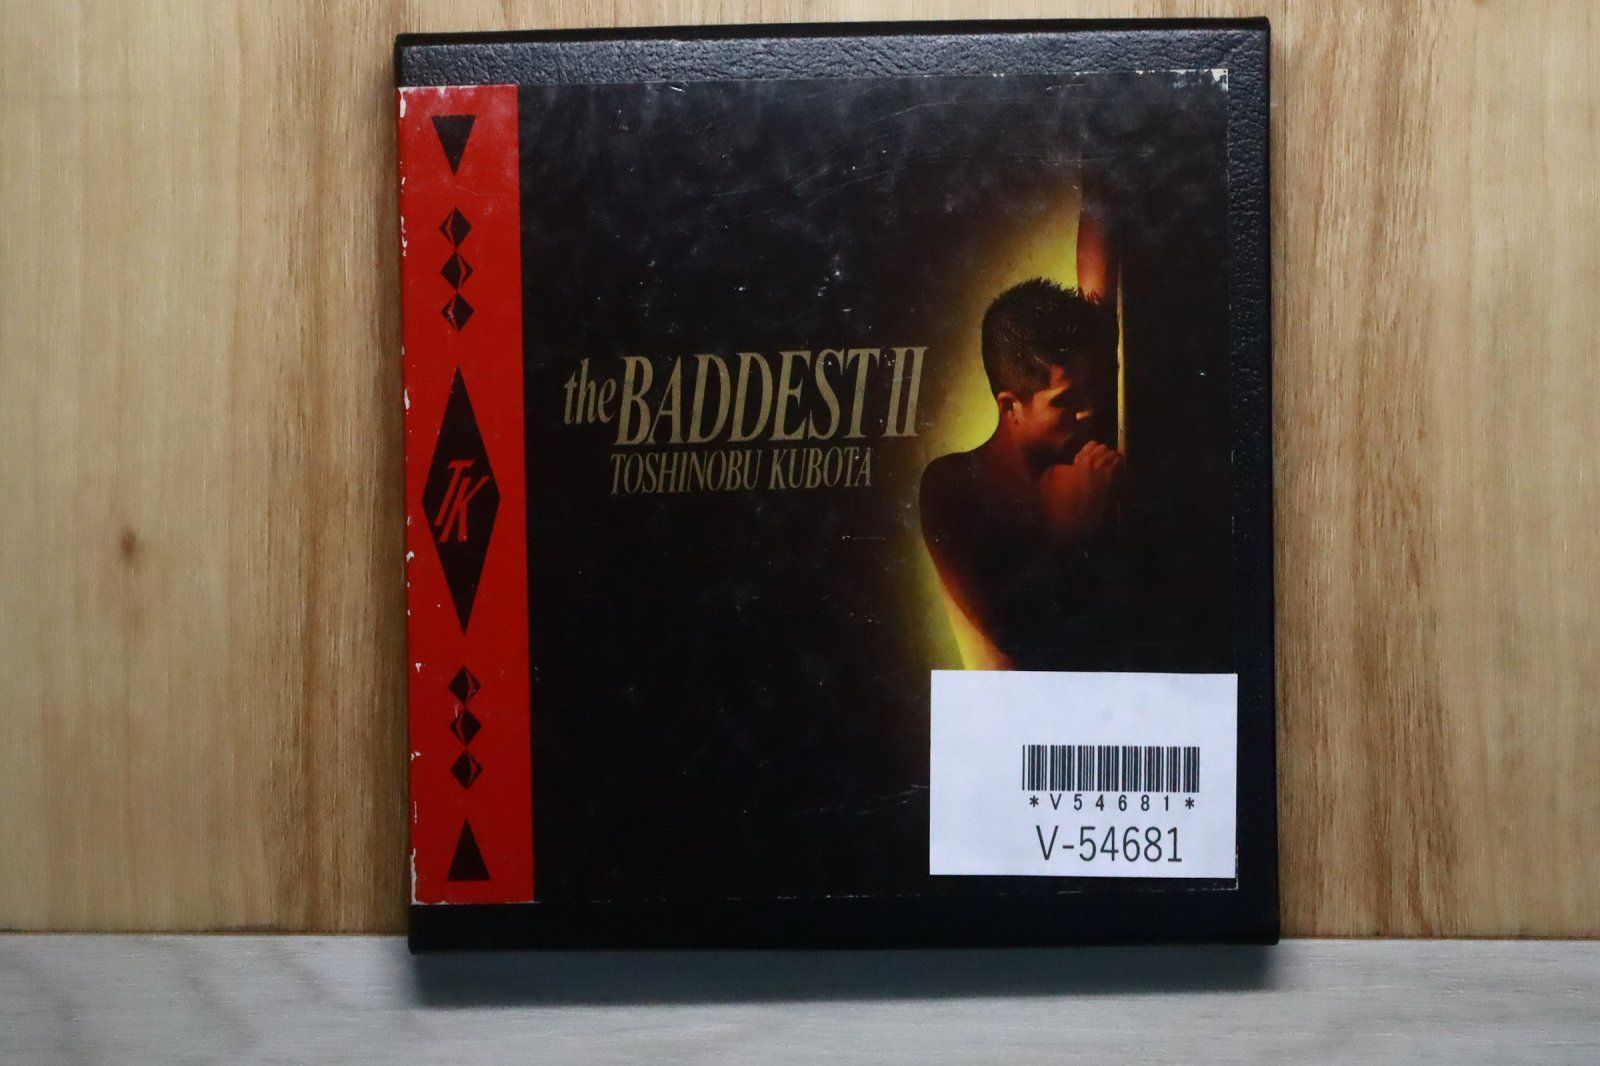 TK
the BADDEST II
TOSHINOBU KUBOTA
*V54681*
V-54681